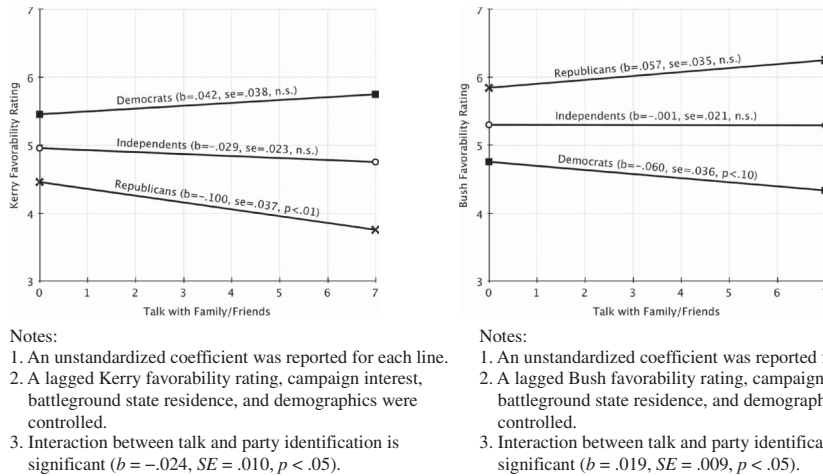 7
6
5
4
3
Kerry Favorability Rating
Democrats (b=.042, se=.038, n.s.)
Independents (b=-.029, se=.023, n.s.)
Republicans (b=-.100, se=.037, p<.01)
0 1 2 3 4 5 6 7
Talk with Family/Friends
Notes:
1. An unstandardized coefficient was reported for each line.
2. A lagged Kerry favorability rating, campaign interest,
battleground state residence, and demographics were
controlled.
3. Interaction between talk and party identification is
significant (b = −.024, SE = .010, p < .05).
7
6
5
4
3
Bush Favorability Rating
Republicans (b=.057, se=.035, n.s.)
Independents (b=-.001, se=.021, n.s.)
Democrats (b=-.060, se=.036, p<.10)
0 1 2 3 4 5 6 7
Talk with Family/Friends
Notes:
1. An unstandardized coefficient was reported
2. A lagged Bush favorability rating, campaign
battleground state residence, and demograph
controlled.
3. Interaction between talk and party identifica
significant (b = .019, SE = .009, p < .05).